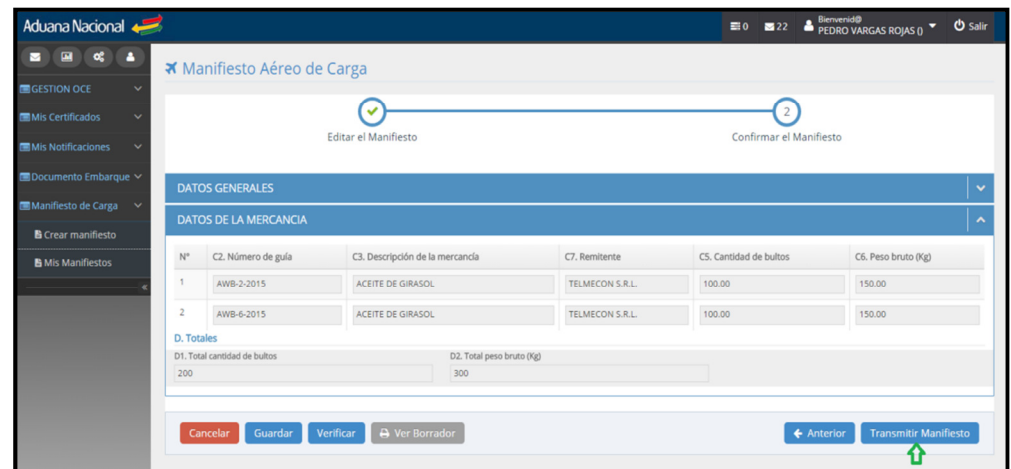 Aduana Nacional
0
22
Bienvenid@
PEDRO VARGAS ROJAS ()
Salir
GESTION OCE
Mis Certificados
Mis Notificaciones
Documento Embarque
Manifiesto de Carga
Crear manifiesto
Mis Manifiestos
«
Manifiesto Aéreo de Carga
2
Editar el Manifiesto
Confirmar el Manifiesto
DATOS GENERALES
DATOS DE LA MERCANCIA
N° C2. Número de guía C3. Descripción de la mercancía C7. Remitente C5. Cantidad de bultos C6. Peso bruto (Kg)
1 AWB-2-2015 ACEITE DE GIRASOL TELMECON S.R.L. 100.00 150.00
2 AWB-6-2015 ACEITE DE GIRASOL TELMECON S.R.L. 100.00 150.00
D. Totales
D1. Total cantidad de bultos D2. Total peso bruto (Kg)
200 300
Cancelar Guardar Verificar Ver Borrador Anterior Transmitir Manifiesto